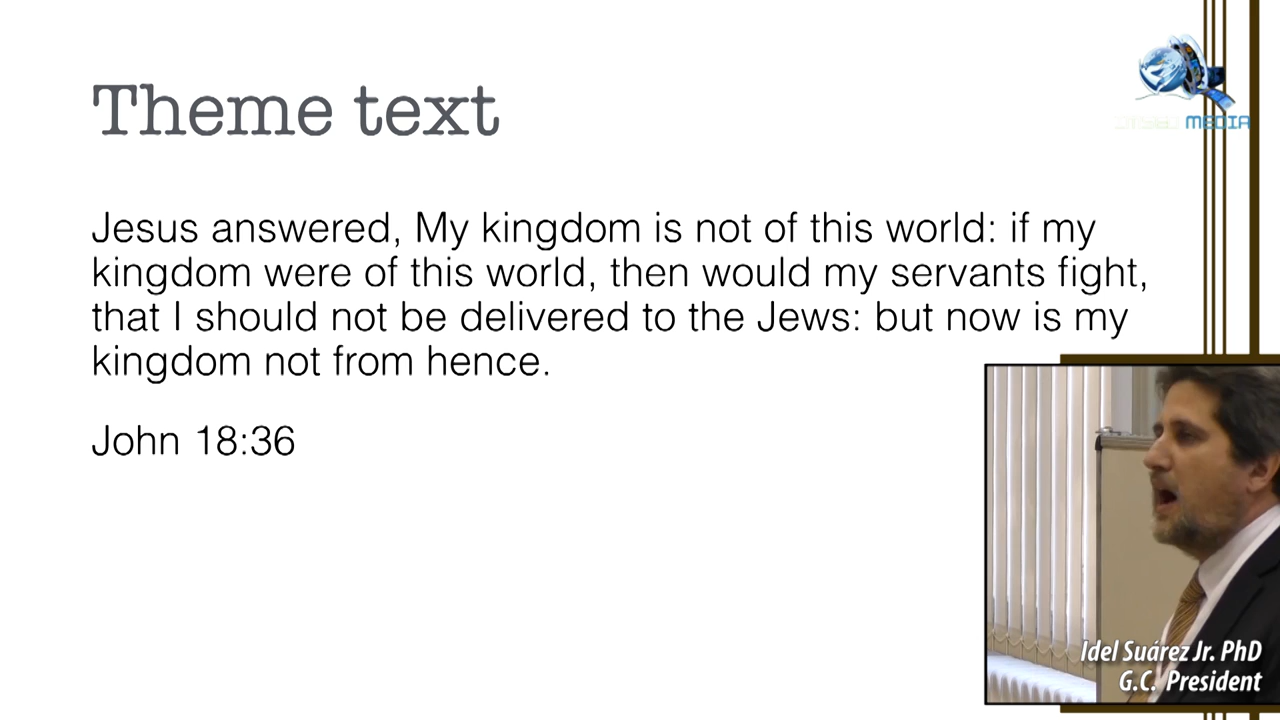 Theme text
MEDIA
Jesus answered, My kingdom is not of this world: if my
kingdom were of this world, then would my servants fight,
that I should not be delivered to the Jews: but now is my
kingdom not from hence.
John 18:36
Idel Suárez Jr. PhD
G.C. President